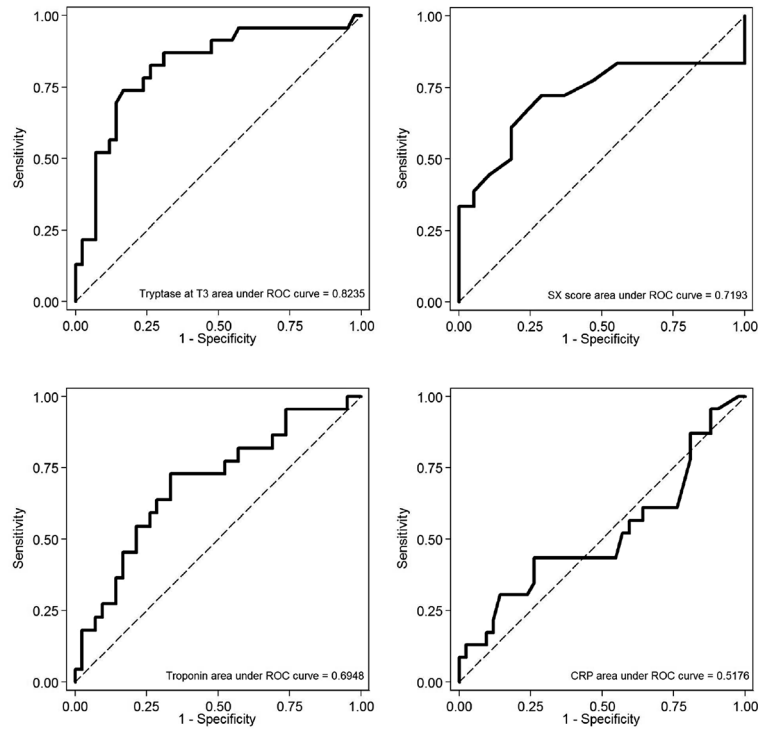 1.00
0.75
0.50
0.25
0.00
Sensitivity
Tryptase at T3 area under ROC curve = 0.8235
0.00 0.25 0.50 0.75 1.00
1 - Specificity
1.00
0.75
0.50
0.25
0.00
Sensitivity
SX score area under ROC curve = 0.7193
0.00 0.25 0.50 0.75 1.00
1 - Specificity
1.00
0.75
0.50
0.25
0.00
Sensitivity
Troponin area under ROC curve = 0.6948
0.00 0.25 0.50 0.75 1.00
1 - Specificity
1.00
0.75
0.50
0.25
0.00
Sensitivity
CRP area under ROC curve = 0.5176
0.00 0.25 0.50 0.75 1.00
1 - Specificity